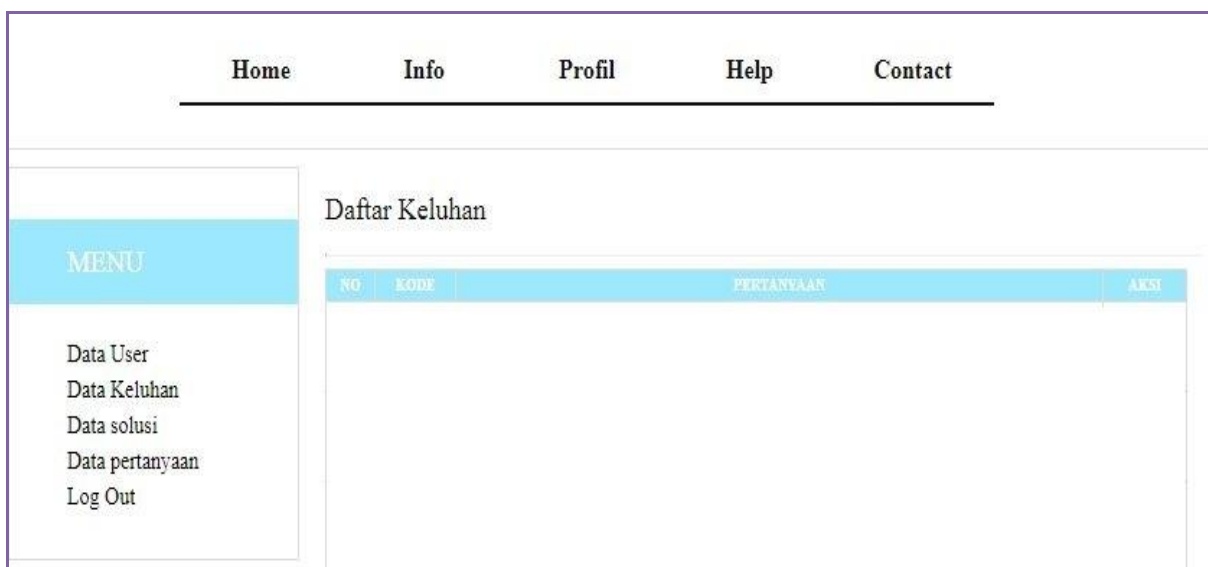 Home Info Profil Help Contact
MENU
Data User
Data Keluhan
Data solusi
Data pertanyaan
Log Out
Daftar Keluhan
NO KODE PERTANYAAN AKSI